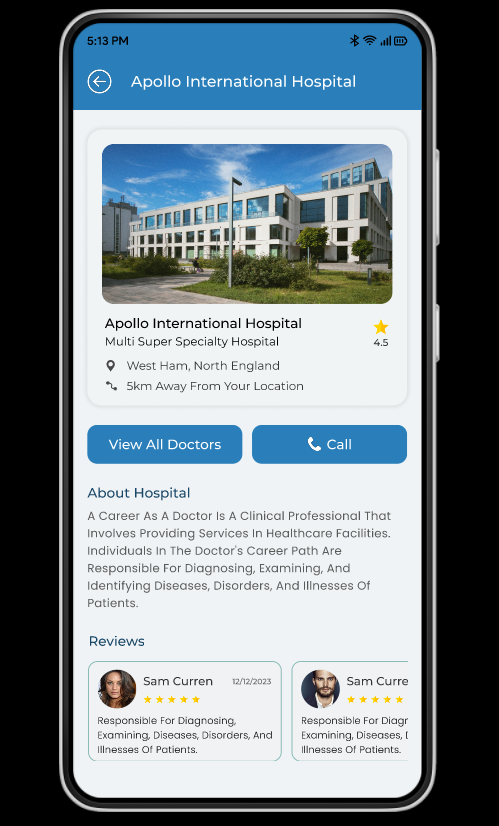 5:13 PM
Apollo International Hospital
Apollo International Hospital
Multi Super Specialty Hospital
4.5
West Ham, North England
5km Away From Your Location
View All Doctors
Call
About Hospital
A Career As A Doctor Is A Clinical Professional That
Involves Providing Services In Healthcare Facilities.
Individuals In The Doctor's Career Path Are
Responsible For Diagnosing, Examining, And
Identifying Diseases, Disorders, And Illnesses Of
Patients.
Reviews
Sam Curren
12/12/2023
Responsible For Diagnosing,
Examining, Diseases, Disorders, And
Illnesses Of Patients.
Sam Curre
Responsible For Diagr
Examining, Diseases,
Illnesses Of Patients.